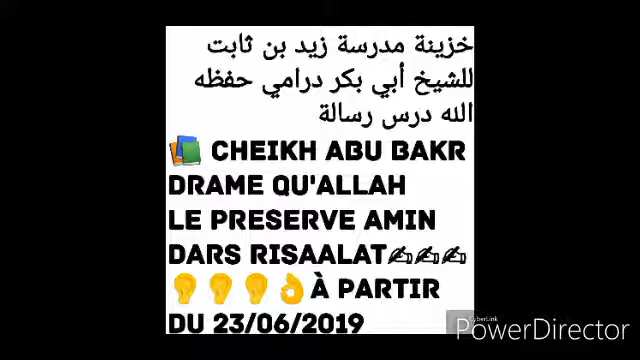 خزينة مدرسة زيد بن ثابت
للشيخ أبي بكر درامي حفظه
الله درس رسالة
📚 CHEIKH ABU BAKR
DRAME QU'ALLAH
LE PRESERVE AMIN
DARS RISAALAT✍✍✍
👂👂👂👌À PARTIR
DU 23/06/2019
CyberLink
PowerDirector